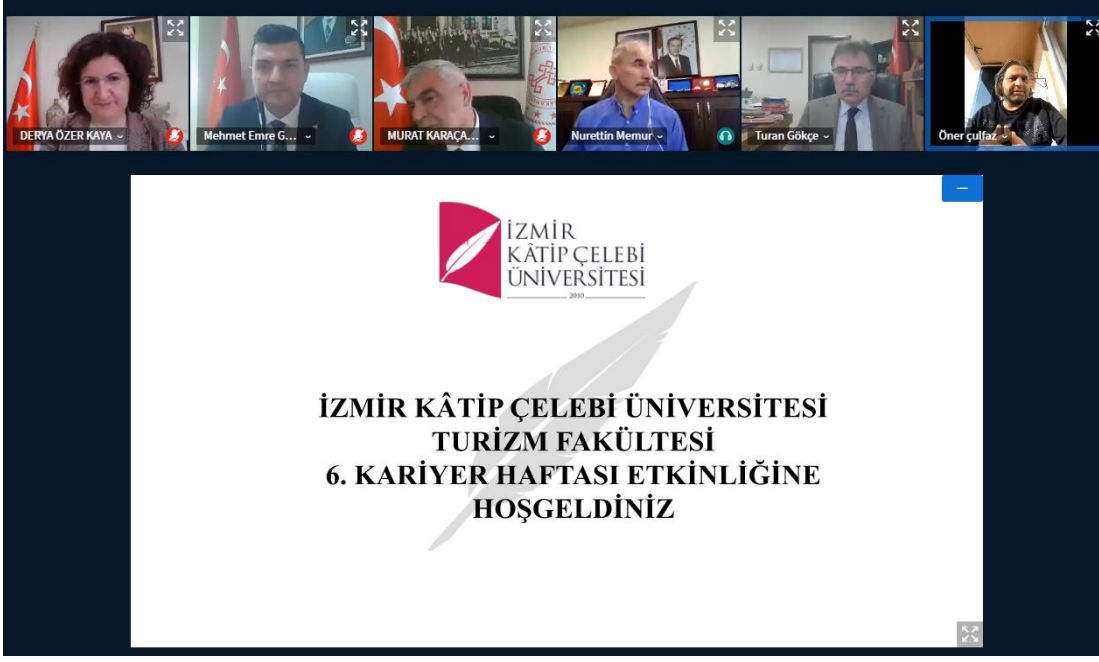 DERYA ÖZER KAYA
Mehmet Emre G...
MURAT KARAÇA...
Nurettin Memur
Turan Gökçe
Öner çulfaz
İZMİR
KÂTİP ÇELEBİ
ÜNİVERSİTESİ
2010
İZMİR KÂTİP ÇELEBİ ÜNİVERSİTESİ
TURİZM FAKÜLTESİ
6. KARİYER HAFTASI ETKİNLİĞİNE
HOŞGELDİNİZ